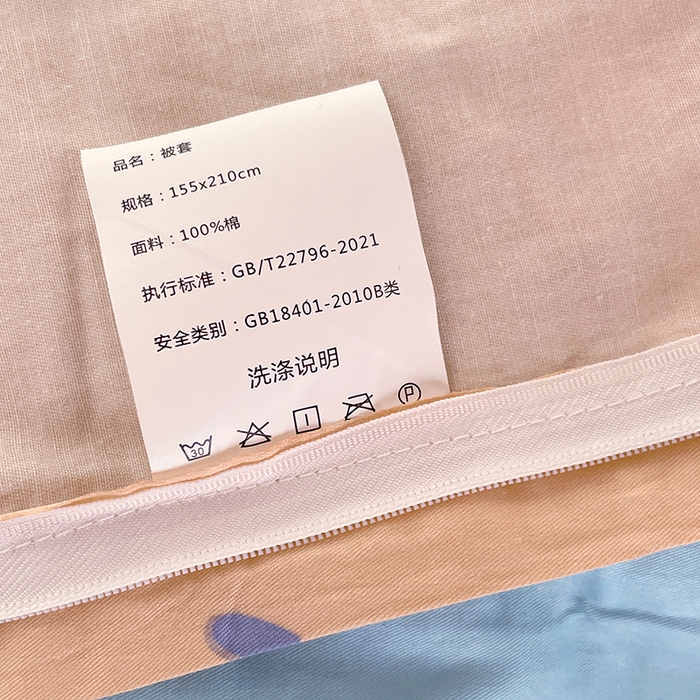 品名：被套
规格：155x210cm
面料：100%棉
执行标准：GB/T22796-2021
安全类别：GB18401-2010B类
洗涤说明
30 P